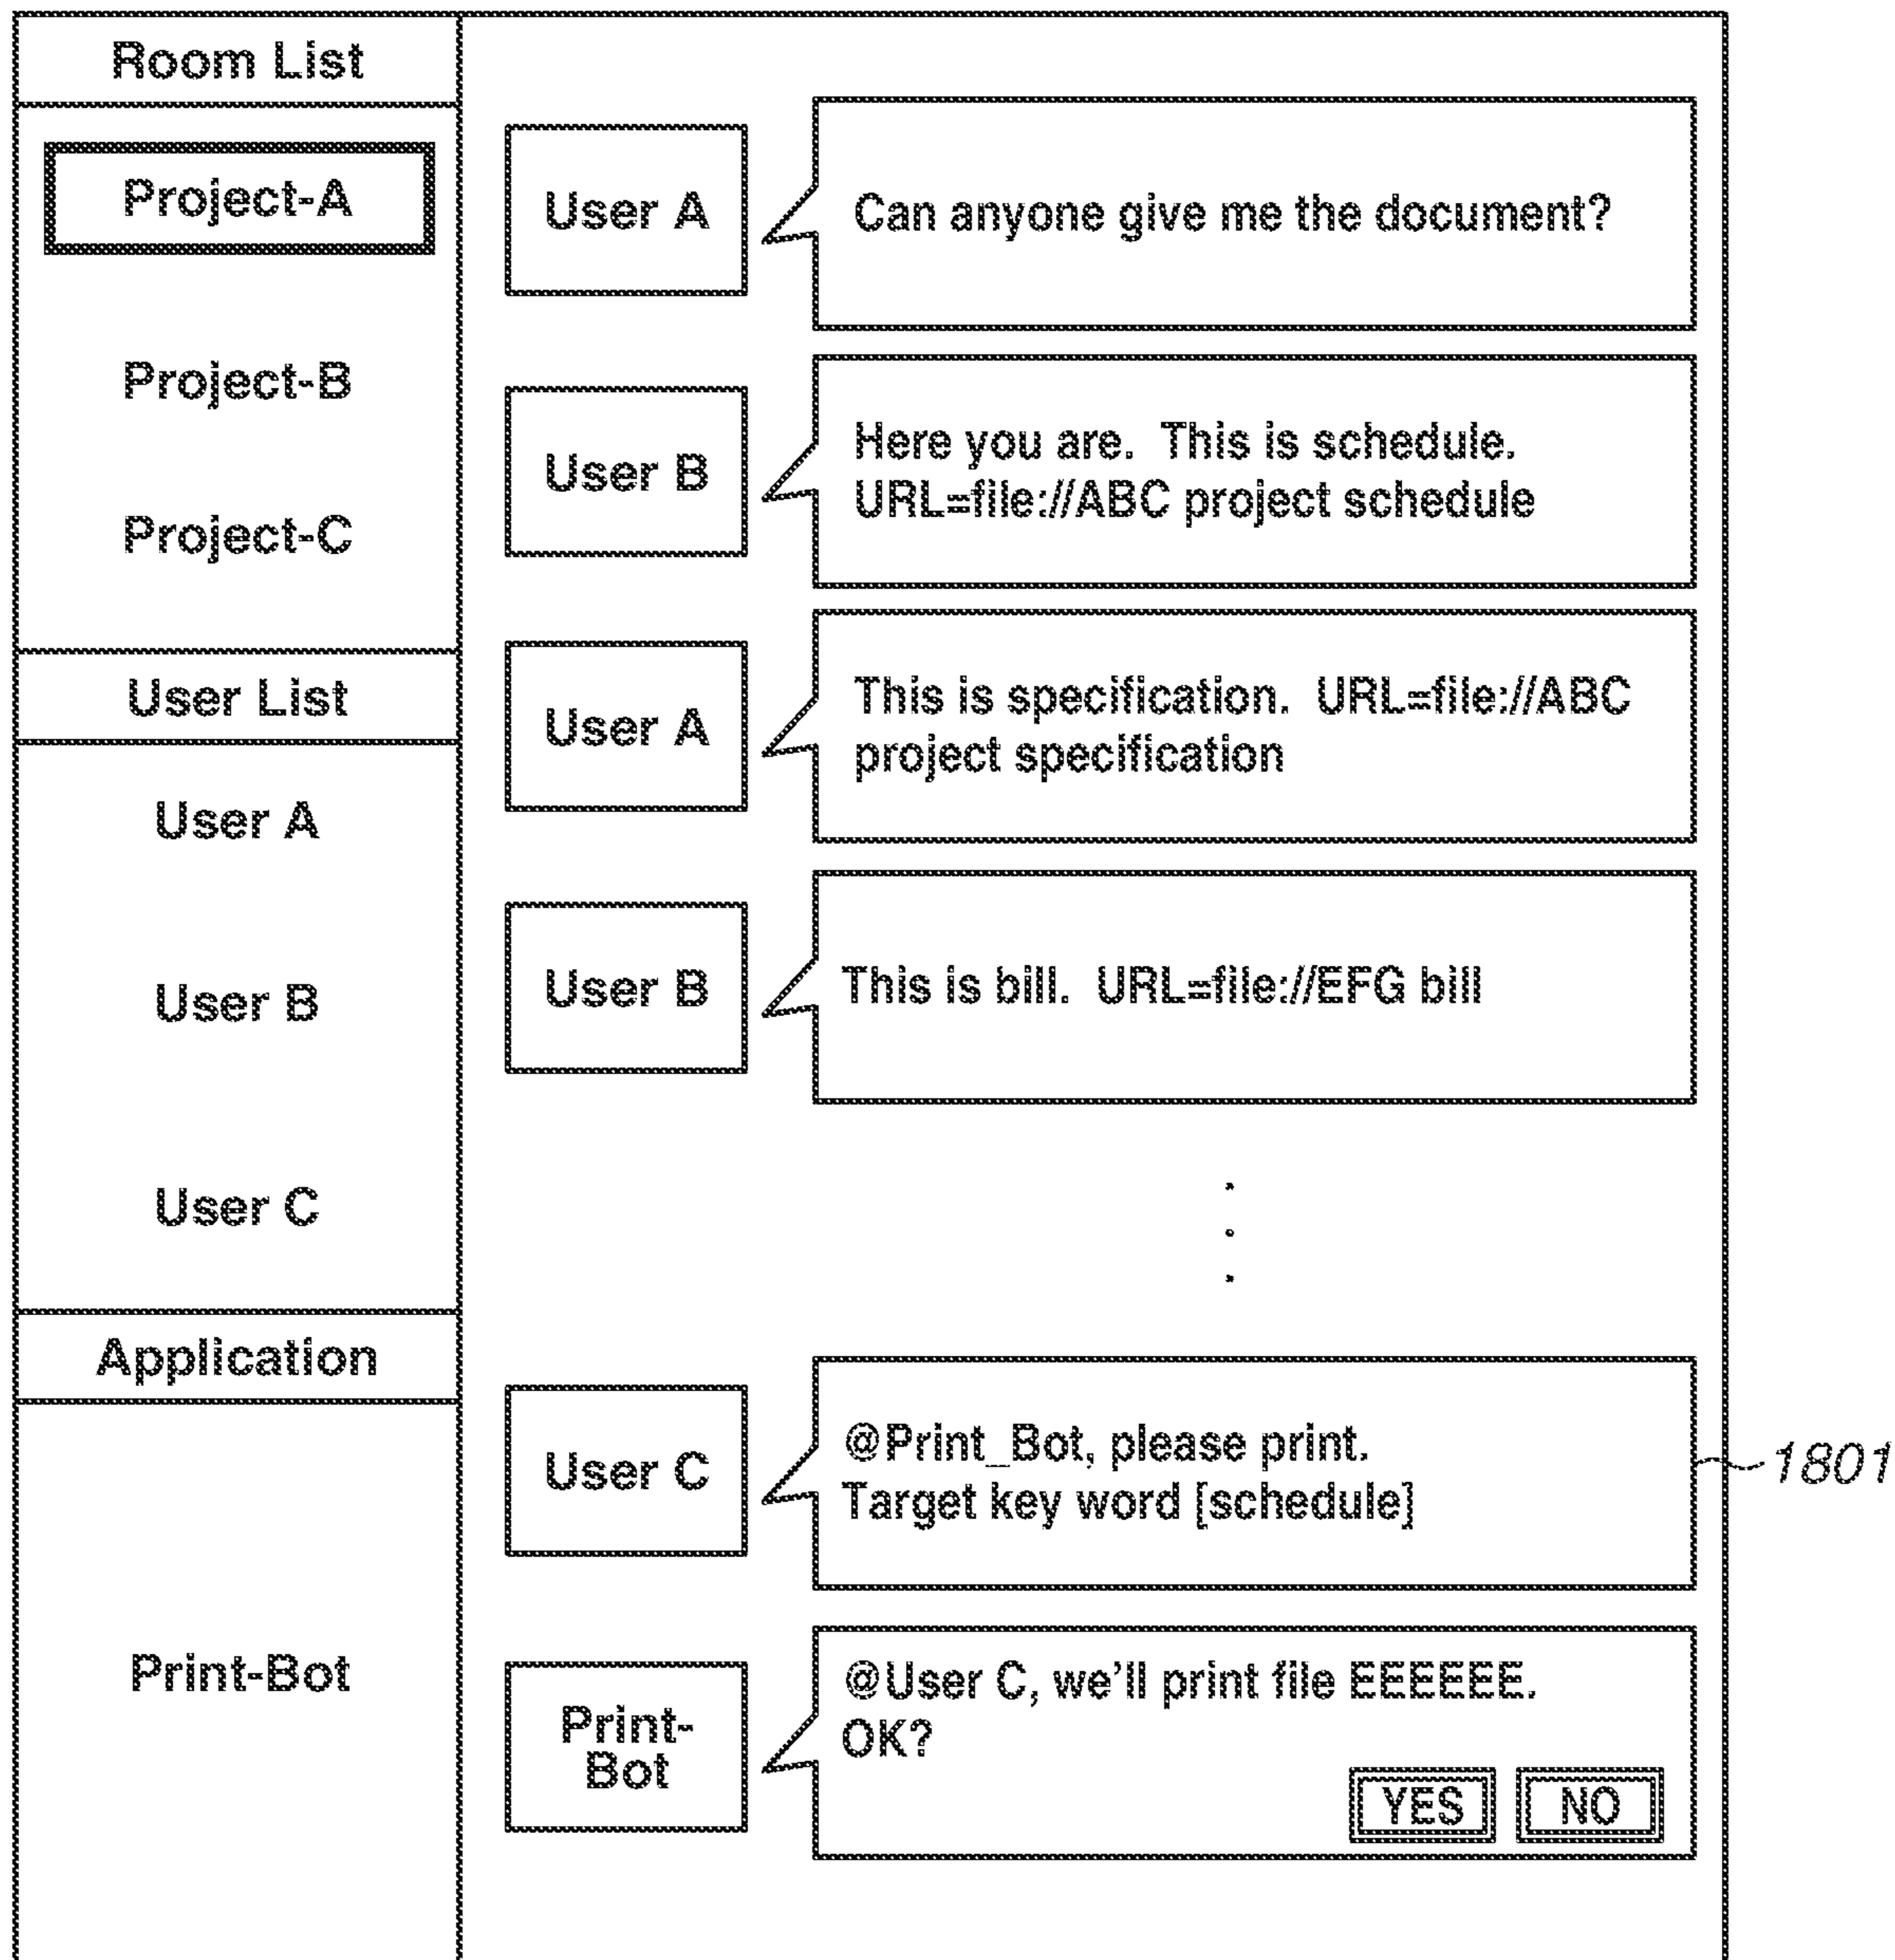 Room List
Project-A
Project-B
Project-C
User List
User A
User B
User C
Application
Print-Bot
User A
Can anyone give me the document?
User B
Here you are. This is schedule.
URL=file://ABC project schedule
User A
This is specification. URL=file://ABC
project specification
User B
This is bill. URL=file://EFG bill
User C
@Print_Bot, please print.
Target key word [schedule]
1801
Print-
Bot
@User C, we'll print file EEEEEE.
OK?
YES
NO